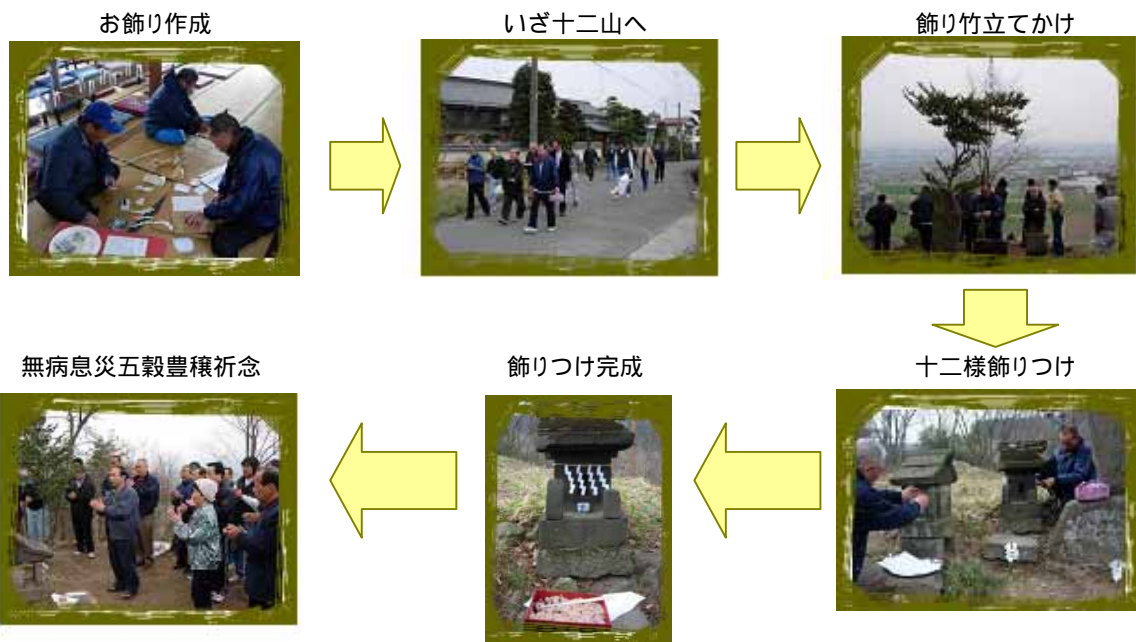 お飾り作成
いざ十二山へ
飾り竹立てかけ
十二様飾りつけ
飾りつけ完成
無病息災五穀豊穣祈念